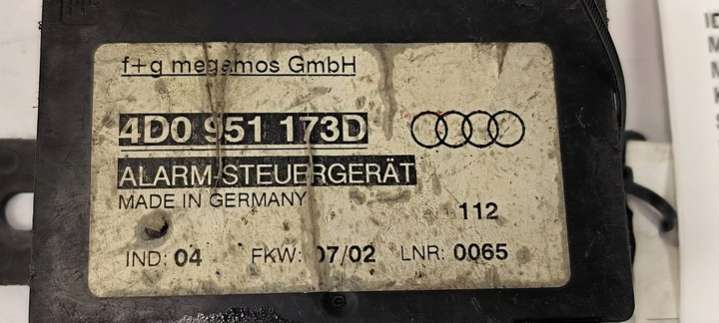 f+g megamos GmbH
4D0 951 173D
ALARM-STEUERGERÄT
MADE IN GERMANY
112
IND: 04 FKW: 07/02 LNR: 0065